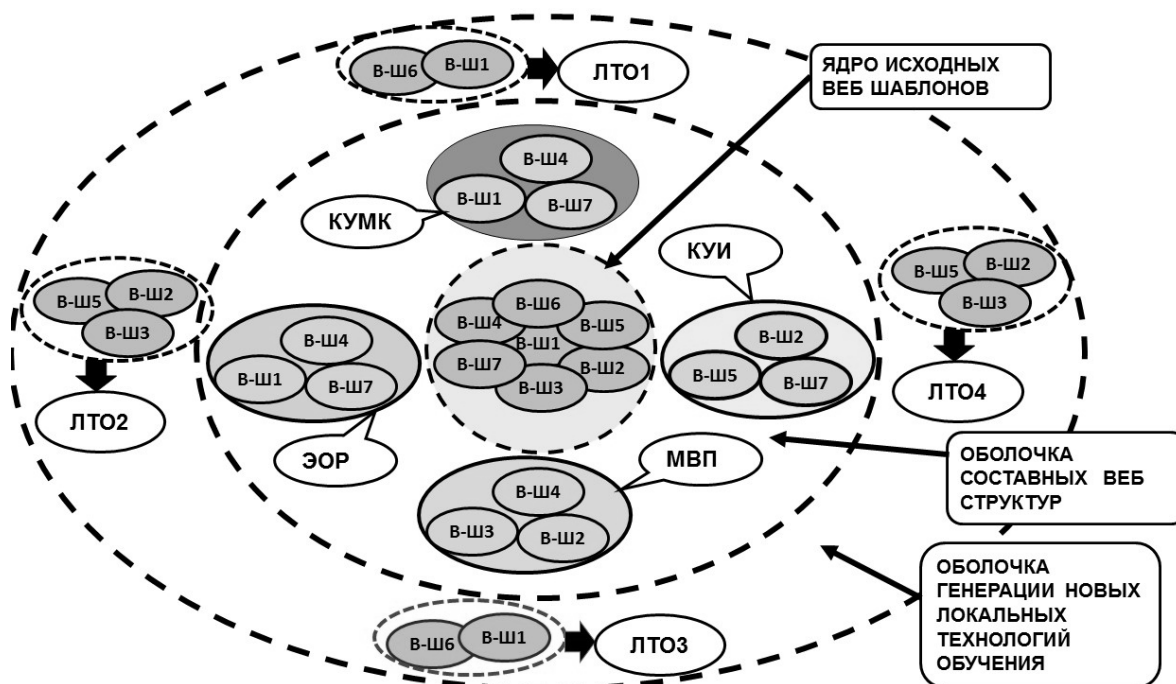 В-Ш6
В-Ш1
ЛТО1
ЯДРО ИСХОДНЫХ
ВЕБ ШАБЛОНОВ
В-Ш4
В-Ш1
В-Ш7
КУМК
КУИ
В-Ш5
В-Ш2
В-Ш3
ЛТО2
В-Ш5
В-Ш2
В-Ш3
ЛТО4
В-Ш4
В-Ш1
В-Ш7
ЭОР
В-Ш6
В-Ш4
В-Ш5
В-Ш1
В-Ш7
В-Ш2
В-Ш3
В-Ш2
В-Ш5
В-Ш7
МВП
В-Ш4
В-Ш3
В-Ш2
ОБОЛОЧКА
СОСТАВНЫХ ВЕБ
СТРУКТУР
ОБОЛОЧКА
ГЕНЕРАЦИИ НОВЫХ
ЛОКАЛЬНЫХ
ТЕХНОЛОГИЙ
ОБУЧЕНИЯ
В-Ш6
В-Ш1
ЛТО3